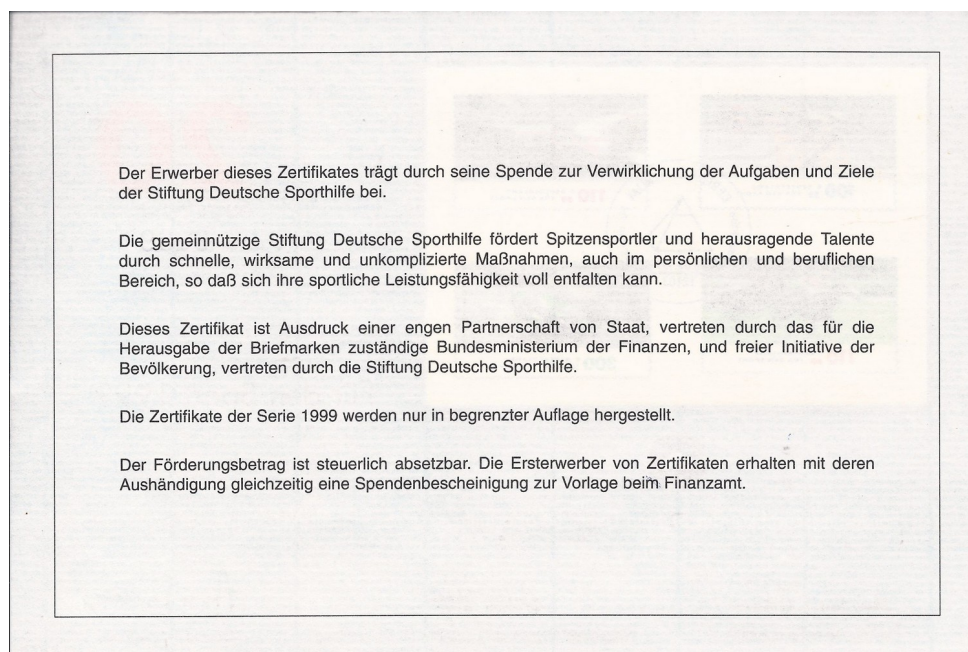 Der Erwerber dieses Zertifikates trägt durch seine Spende zur Verwirklichung der Aufgaben und Ziele
der Stiftung Deutsche Sporthilfe bei.
Die gemeinnützige Stiftung Deutsche Sporthilfe fördert Spitzensportler und herausragende Talente
durch schnelle, wirksame und unkomplizierte Maßnahmen, auch im persönlichen und beruflichen
Bereich, so daß sich ihre sportliche Leistungsfähigkeit voll entfalten kann.
Dieses Zertifikat ist Ausdruck einer engen Partnerschaft von Staat, vertreten durch das für die
Herausgabe der Briefmarken zuständige Bundesministerium der Finanzen, und freier Initiative der
Bevölkerung, vertreten durch die Stiftung Deutsche Sporthilfe.
Die Zertifikate der Serie 1999 werden nur in begrenzter Auflage hergestellt.
Der Förderungsbetrag ist steuerlich absetzbar. Die Ersterwerber von Zertifikaten erhalten mit deren
Aushändigung gleichzeitig eine Spendenbescheinigung zur Vorlage beim Finanzamt.